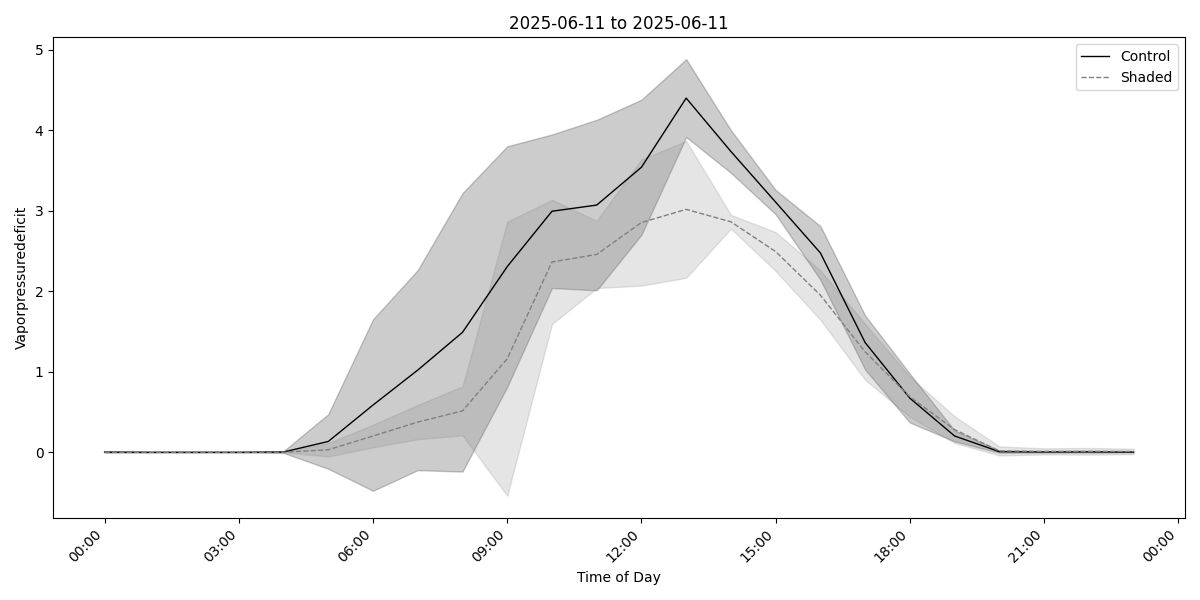 2025-06-11 to 2025-06-11
Control
Shaded
Vaporpressuredeficit
5
4
3
2
1
0
00:00 03:00 06:00 09:00 12:00 15:00 18:00 21:00 00:00
Time of Day